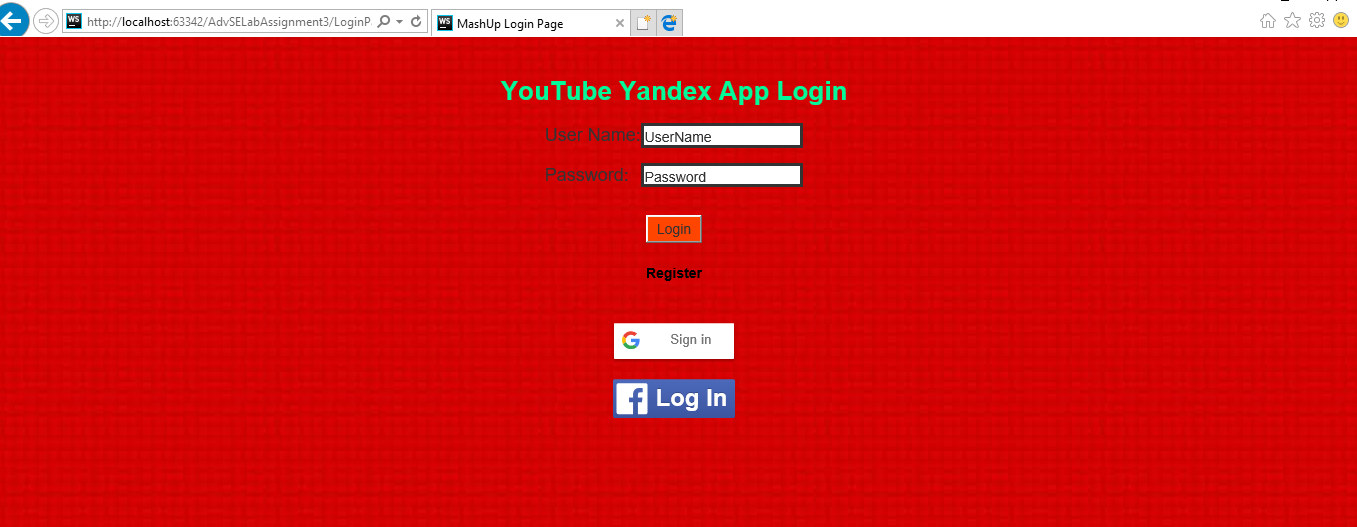 http://localhost:63342/AdvSELabAssignment3/LoginP
WS MashUp Login Page
YouTube Yandex App Login
User Name: UserName
Password: Password
Login
Register
Sign in
Log In